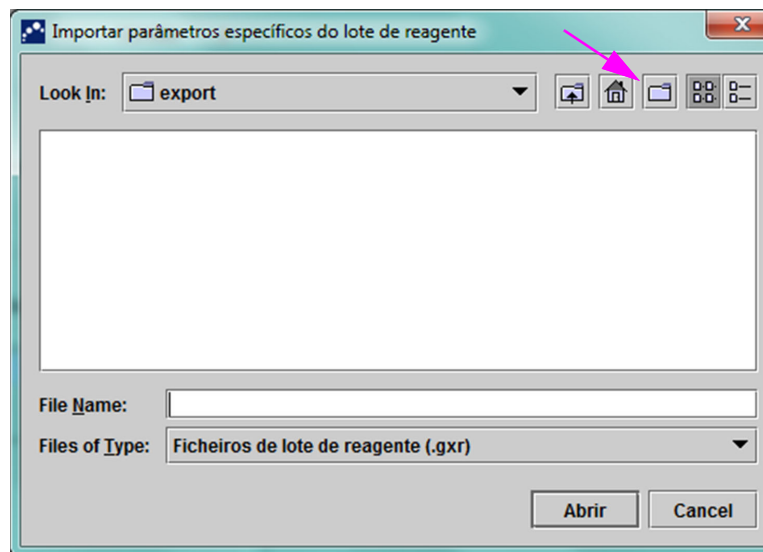 Importar parâmetros específicos do lote de reagente
Look In: export
File Name:
Files of Type: Ficheiros de lote de reagente (.gxr)
Abrir Cancel